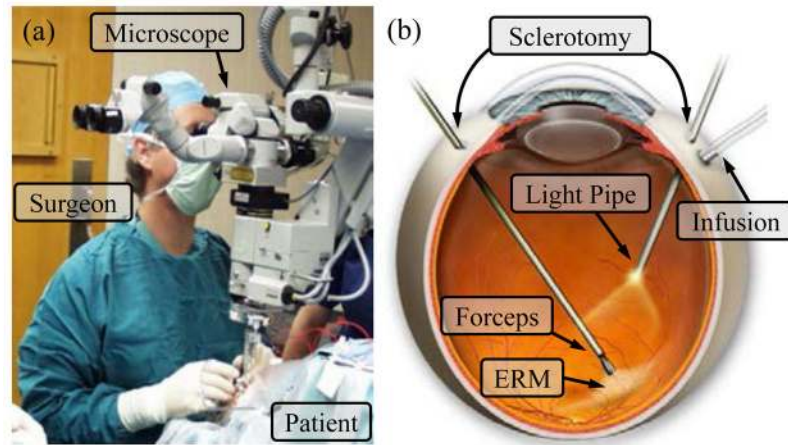 (a)
Microscope
Surgeon
Patient
(b)
Sclerotomy
Light Pipe
Infusion
Forceps
ERM